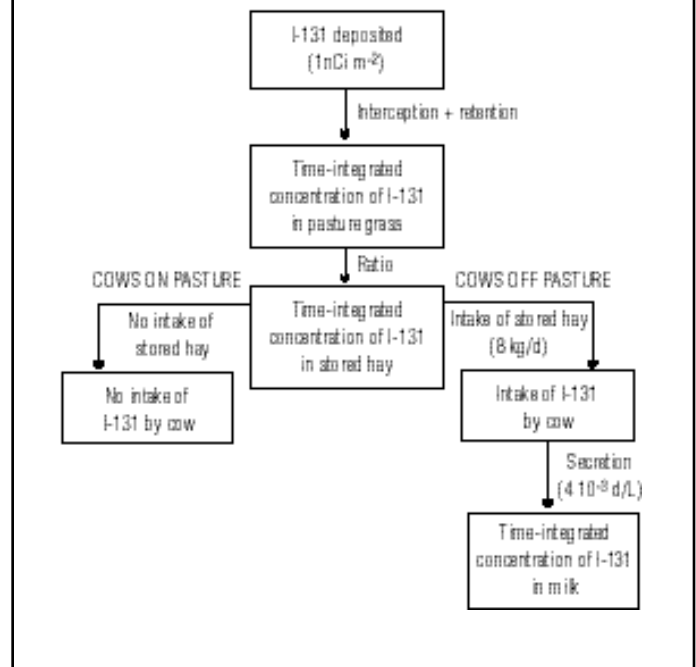 I-131 deposited
(1nCi m-2)
Interception + retention
Time-integrated
concentration of I-131
in pasture grass
Ratio
COWS ON PASTURE
COWS OFF PASTURE
No intake of
stored hay
Time-integrated
concentration of I-131
in stored hay
Intake of stored hay
(8 kg/d)
No intake of
I-131 by cow
Intake of I-131
by cow
Secretion
(4 10-3 d/L)
Time-integrated
concentration of I-131
in milk